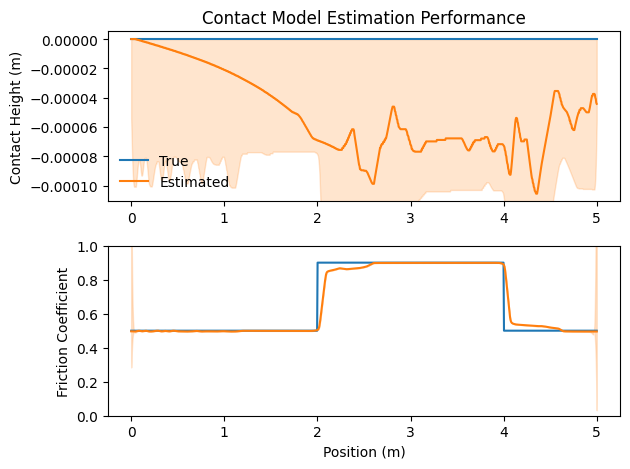 Contact Model Estimation Performance
Contact Height (m)
0.00000
−0.00002
−0.00004
−0.00006
−0.00008
−0.00010
True
Estimated
0 1 2 3 4 5
Friction Coefficient
1.0
0.8
0.6
0.4
0.2
0.0
0 1 2 3 4 5
Position (m)